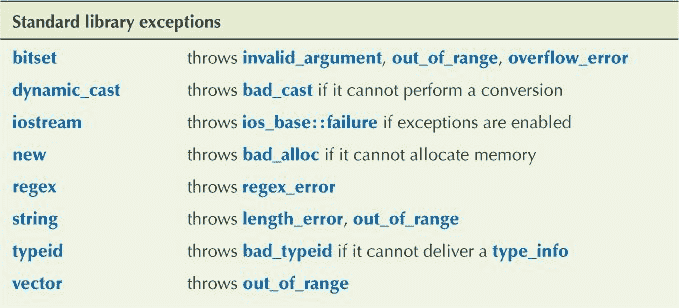 Standard library exceptions
bitset throws invalid_argument, out_of_range, overflow_error
dynamic_cast throws bad_cast if it cannot perform a conversion
iostream throws ios_base::failure if exceptions are enabled
new throws bad_alloc if it cannot allocate memory
regex throws regex_error
string throws length_error, out_of_range
typeid throws bad_typeid if it cannot deliver a type_info
vector throws out_of_range